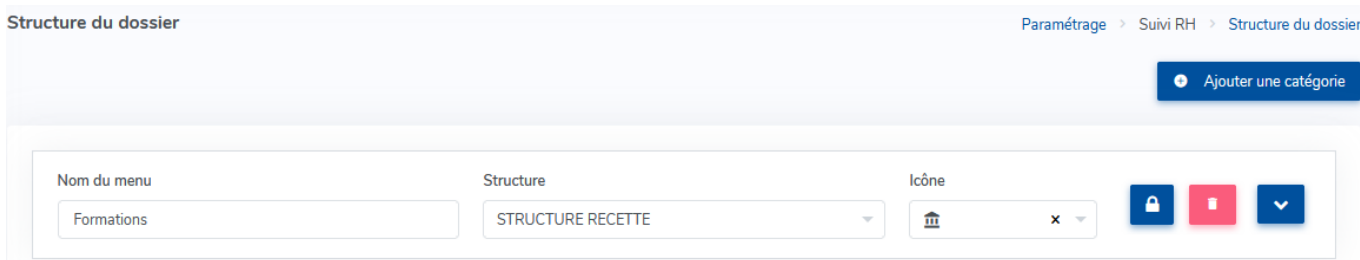 Structure du dossier
Paramétrage > Suivi RH > Structure du dossier
Ajouter une catégorie
Nom du menu Structure Icône
Formations STRUCTURE RECETTE x